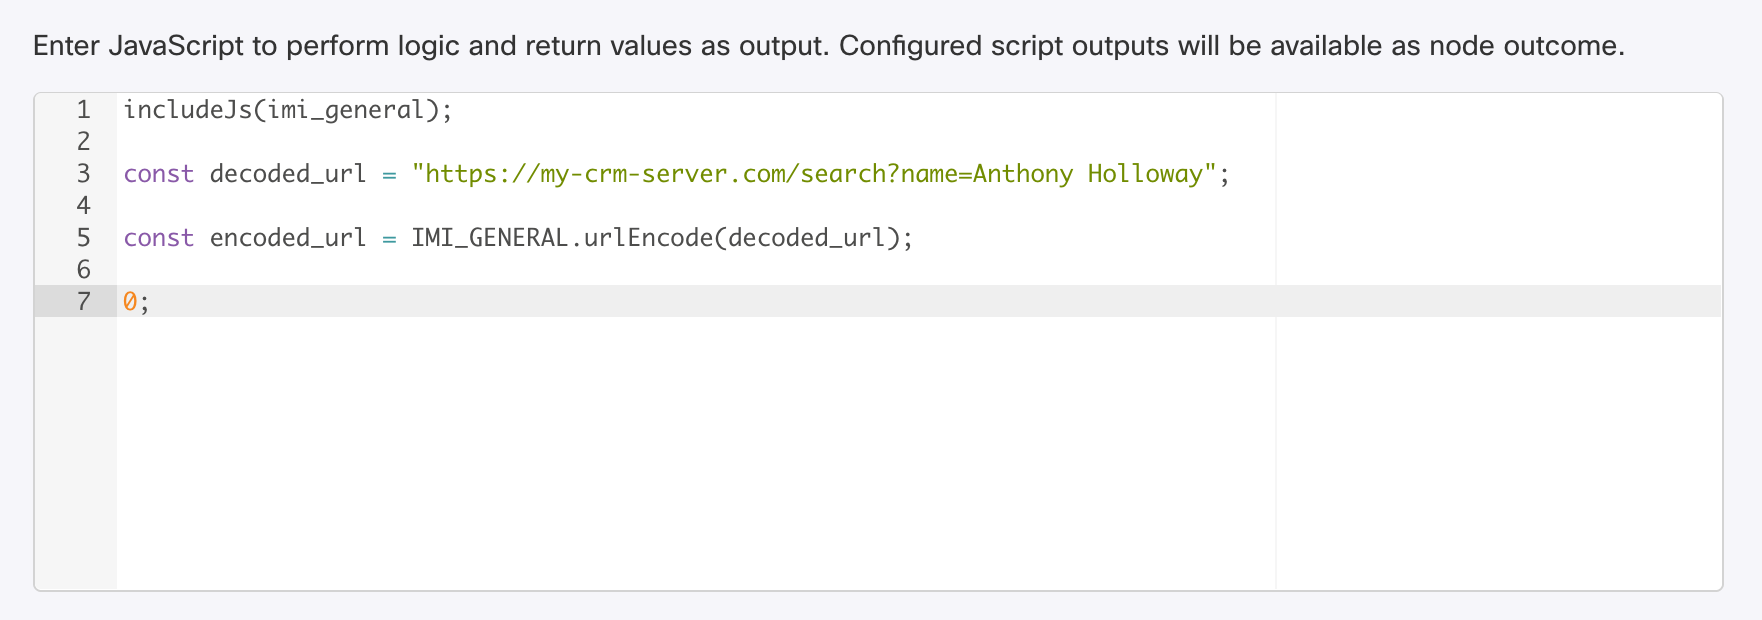 Enter JavaScript to perform logic and return values as output. Configured script outputs will be available as node outcome.
1 includeJs(imi_general);
2
3 const decoded_url = "https://my-crm-server.com/search?name=Anthony Holloway";
4
5 const encoded_url = IMI_GENERAL.urlEncode(decoded_url);
6
7 0;